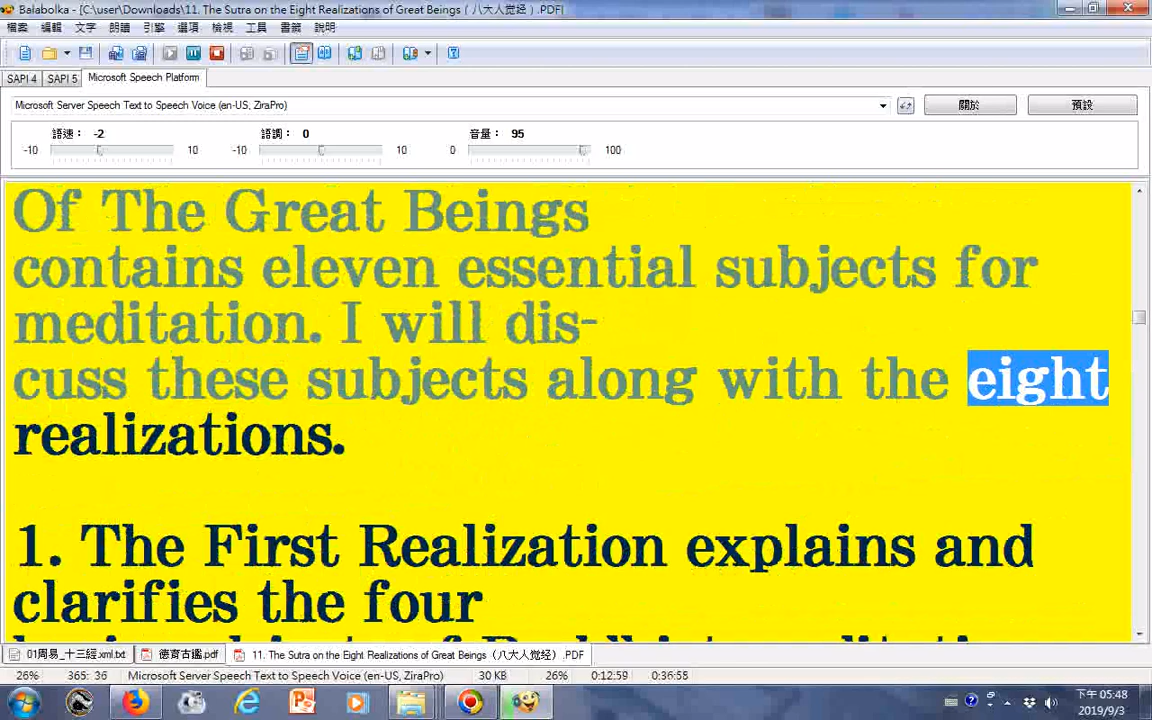 Balabolka - [C:\user\Downloads\11. The Sutra on the Eight Realizations of Great Beings（八大人觉经）.PDF]
檔案 編輯 文字 朗讀 引擎 選項 檢視 工具 書籤 說明
SAPI 4 SAPI 5 Microsoft Speech Platform
Microsoft Server Speech Text to Speech Voice (en-US, ZiraPro) 關於 預設
語速： -2 語調： 0 音量： 95
-10 10 -10 10 0 100
Of The Great Beings
contains eleven essential subjects for
meditation. I will dis-
cuss these subjects along with the eight
realizations.
1. The First Realization explains and
clarifies the four
01周易_十三經.xml.txt 德育古鑑.pdf 11. The Sutra on the Eight Realizations of Great Beings（八大人觉经）.PDF
26% 365: 36 Microsoft Server Speech Text to Speech Voice (en-US, ZiraPro) 30 KB 26% 0:12:59 0:36:58
下午 05:48
2019/9/3